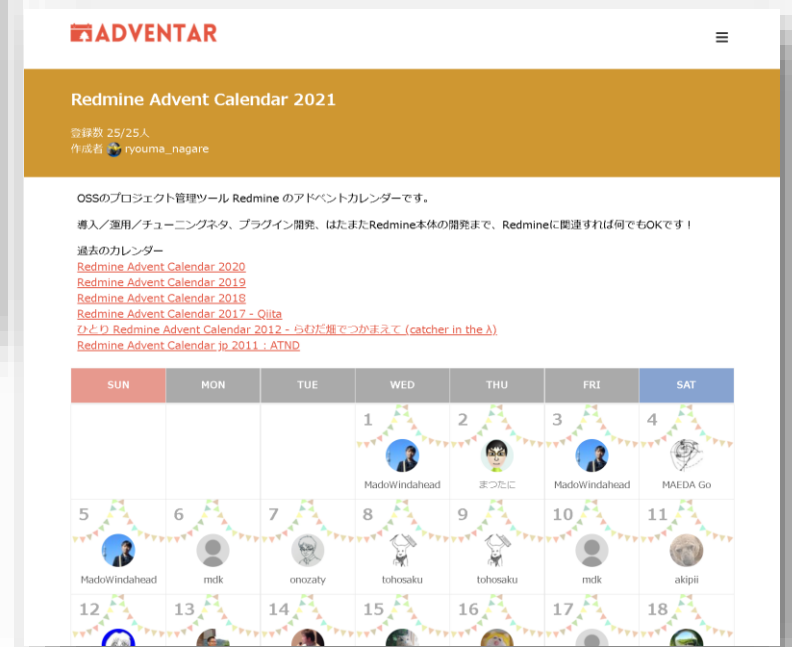 ADVENTAR
Redmine Advent Calendar 2021
登録数 25/25人
作成者 ryouma_nagare
OSSのプロジェクト管理ツール Redmine のアドベントカレンダーです。
導入／運用／チューニングネタ、プラグイン開発、はたまたRedmine本体の開発まで、Redmineに関連すれば何でもOKです！
過去のカレンダー
Redmine Advent Calendar 2020
Redmine Advent Calendar 2019
Redmine Advent Calendar 2018
Redmine Advent Calendar 2017 - Qiita
ひとり Redmine Advent Calendar 2012 - らむだ畑でつかまえて (catcher in the λ)
Redmine Advent Calendar jp 2011 : ATND
SUN MON TUE WED THU FRI SAT
1 2 3 4
MadoWindahead まつたに MadoWindahead MAEDA Go
5 6 7 8 9 10 11
MadoWindahead mdk onozaty tohosaku tohosaku mdk akipii
12 13 14 15 16 17 18